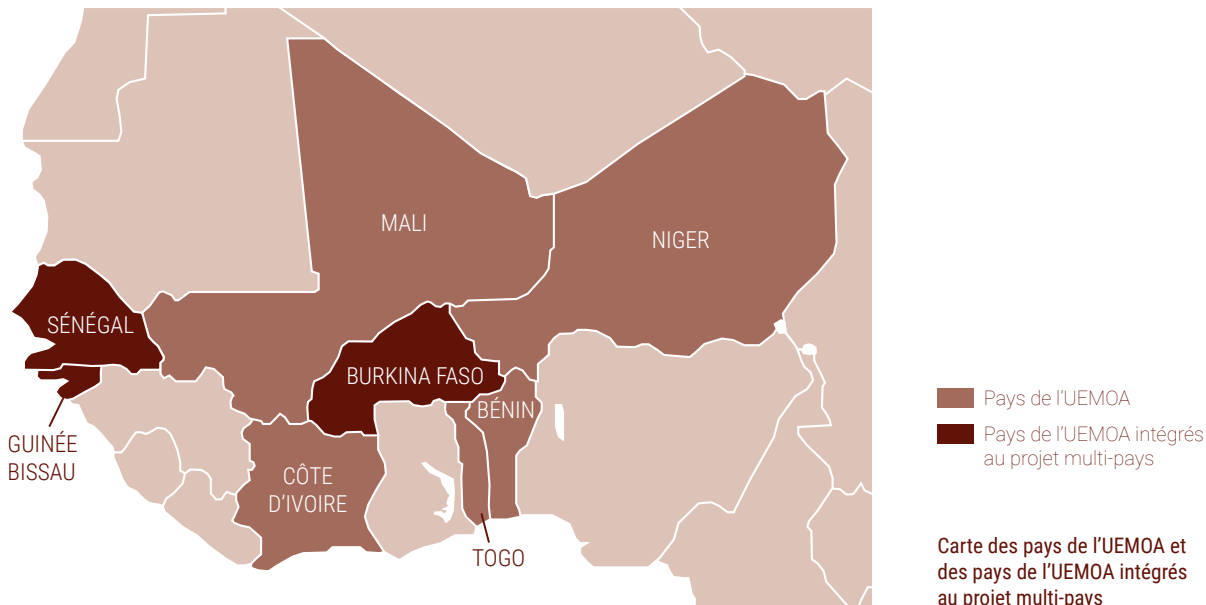 MALI
NIGER
SÉNÉGAL
BURKINA FASO
BÉNIN
GUINÉE
BISSAU
CÔTE
D'IVOIRE
TOGO
Pays de l'UEMOA
Pays de l'UEMOA intégrés
au projet multi-pays
Carte des pays de l'UEMOA et
des pays de l'UEMOA intégrés
au projet multi-pays